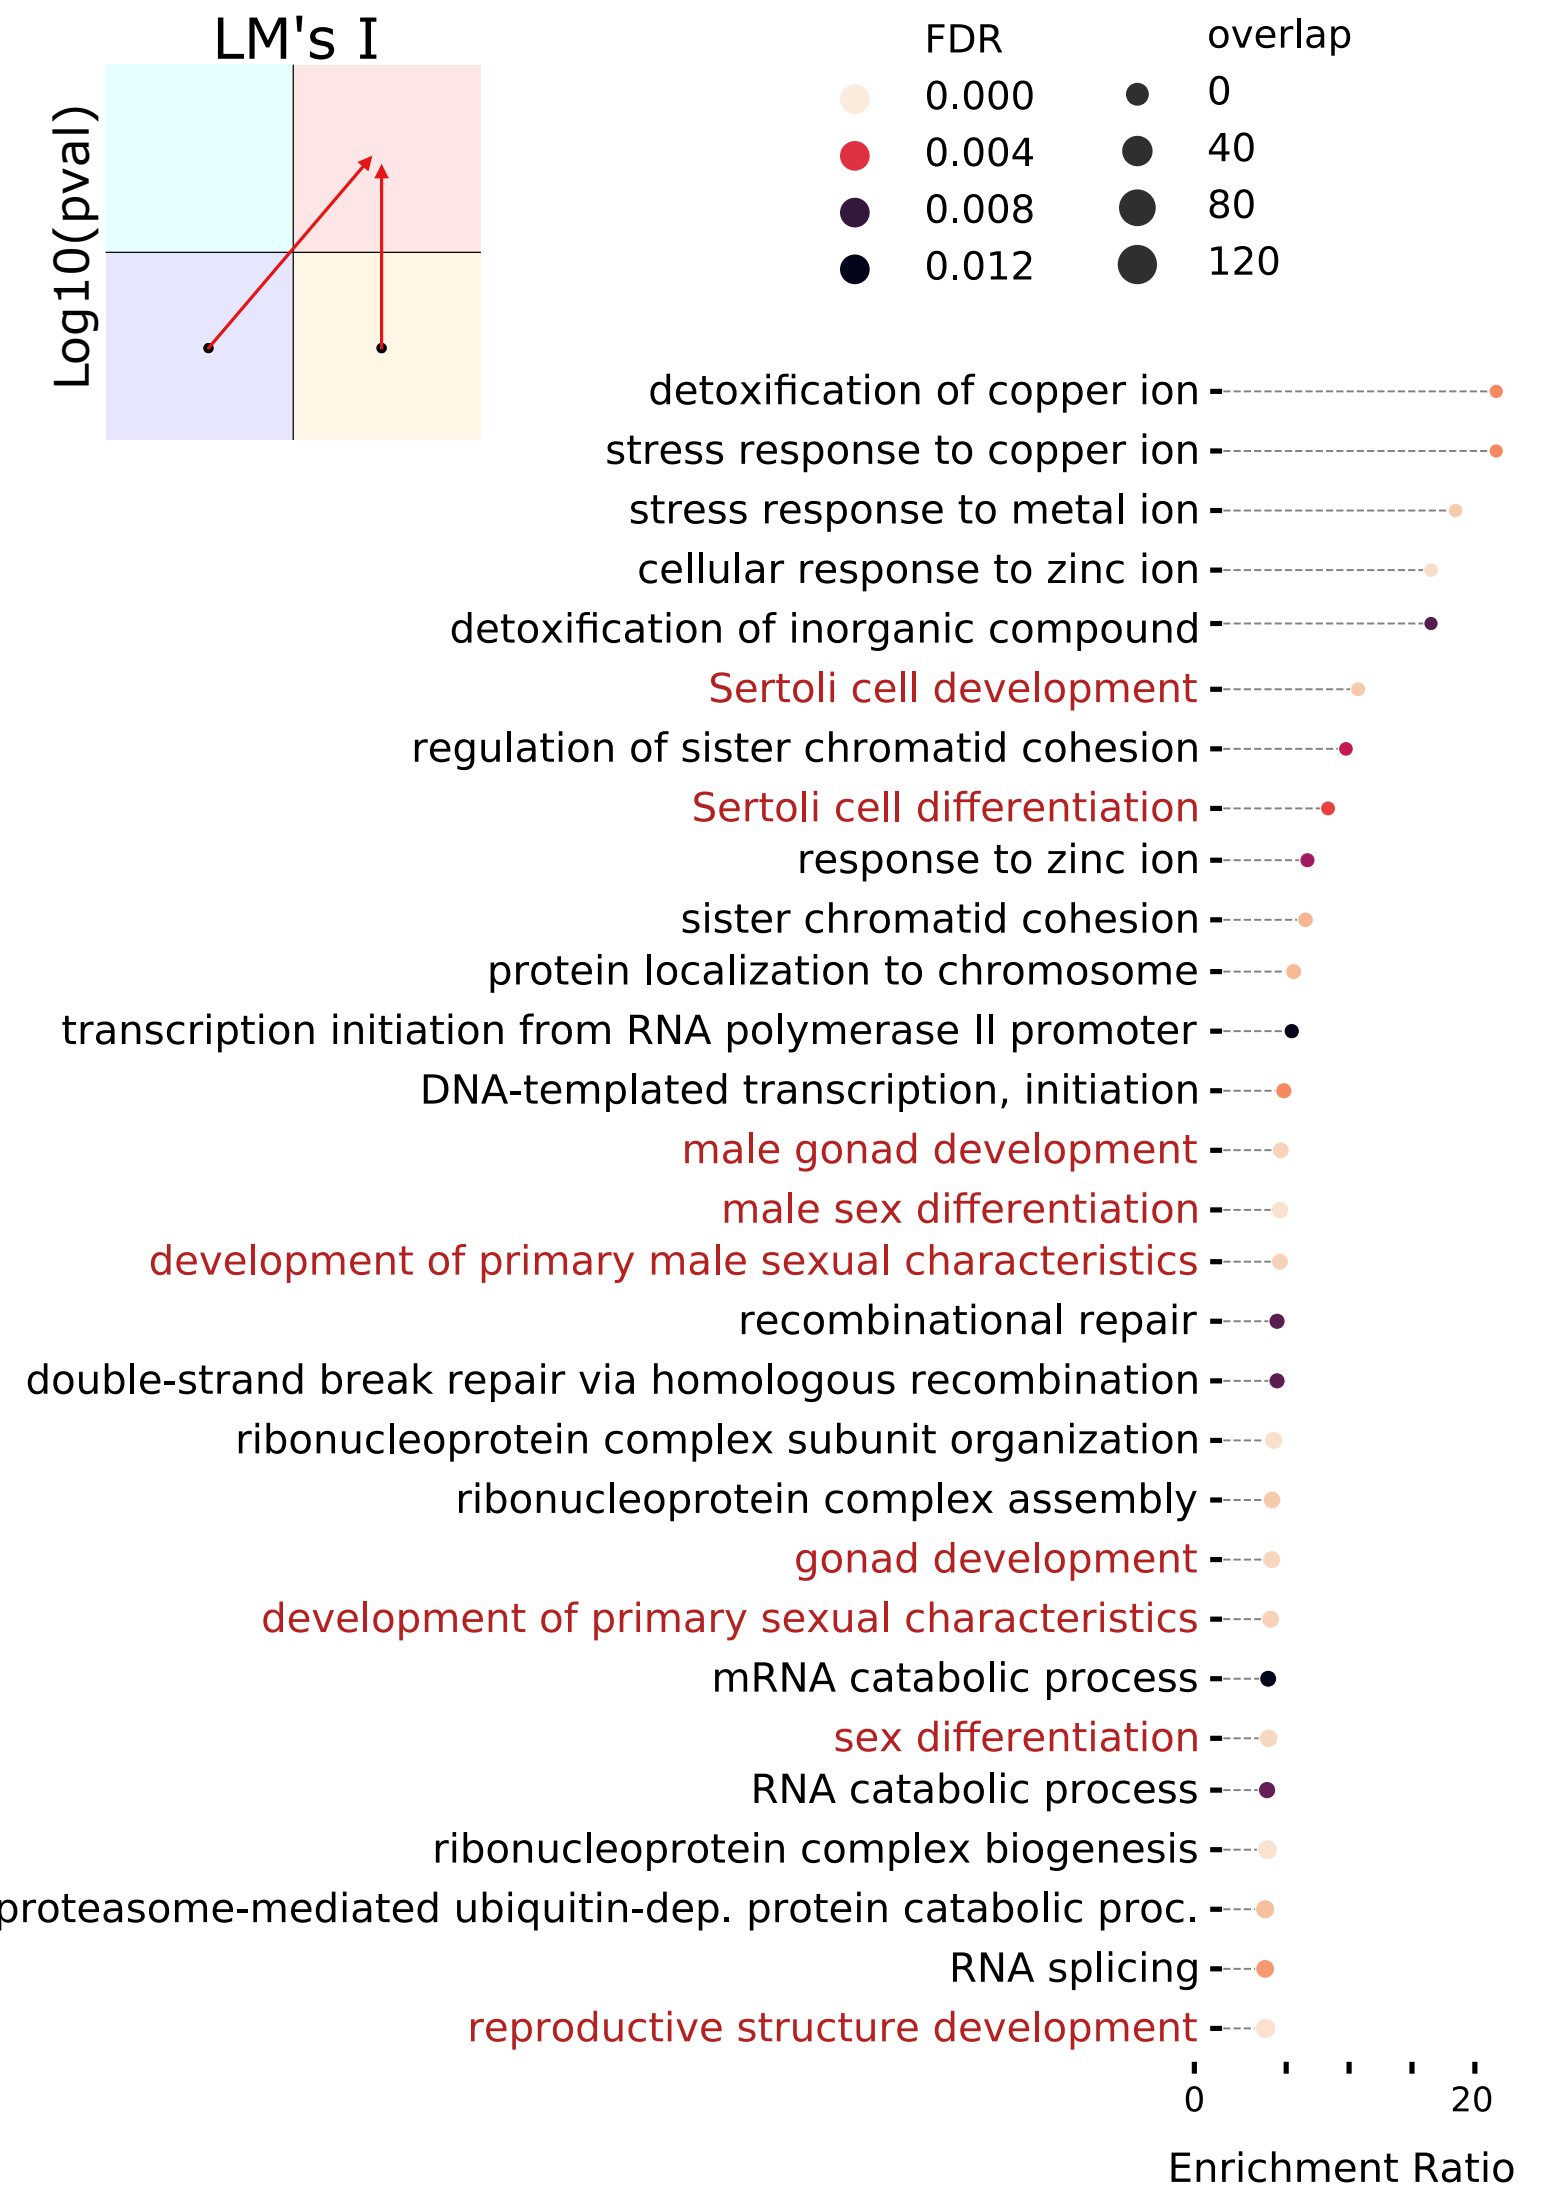 LM's I
Log10(pval)
FDR
0.000
0.004
0.008
0.012
overlap
0
40
80
120
detoxification of copper ion
stress response to copper ion
stress response to metal ion
cellular response to zinc ion
detoxification of inorganic compound
Sertoli cell development
regulation of sister chromatid cohesion
Sertoli cell differentiation
response to zinc ion
sister chromatid cohesion
protein localization to chromosome
transcription initiation from RNA polymerase II promoter
DNA-templated transcription, initiation
male gonad development
male sex differentiation
development of primary male sexual characteristics
recombinational repair
double-strand break repair via homologous recombination
ribonucleoprotein complex subunit organization
ribonucleoprotein complex assembly
gonad development
development of primary sexual characteristics
mRNA catabolic process
sex differentiation
RNA catabolic process
ribonucleoprotein complex biogenesis
proteasome-mediated ubiquitin-dep. protein catabolic proc.
RNA splicing
reproductive structure development
0 20
Enrichment Ratio